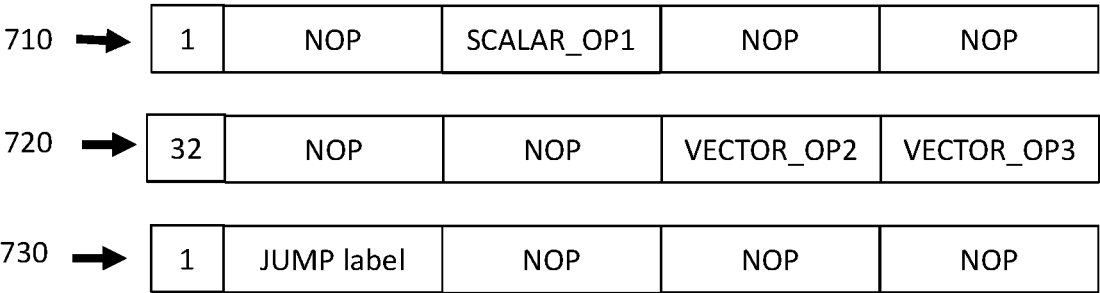 710 1 NOP SCALAR_OP1 NOP NOP
720 32 NOP NOP VECTOR_OP2 VECTOR_OP3
730 1 JUMP label NOP NOP NOP